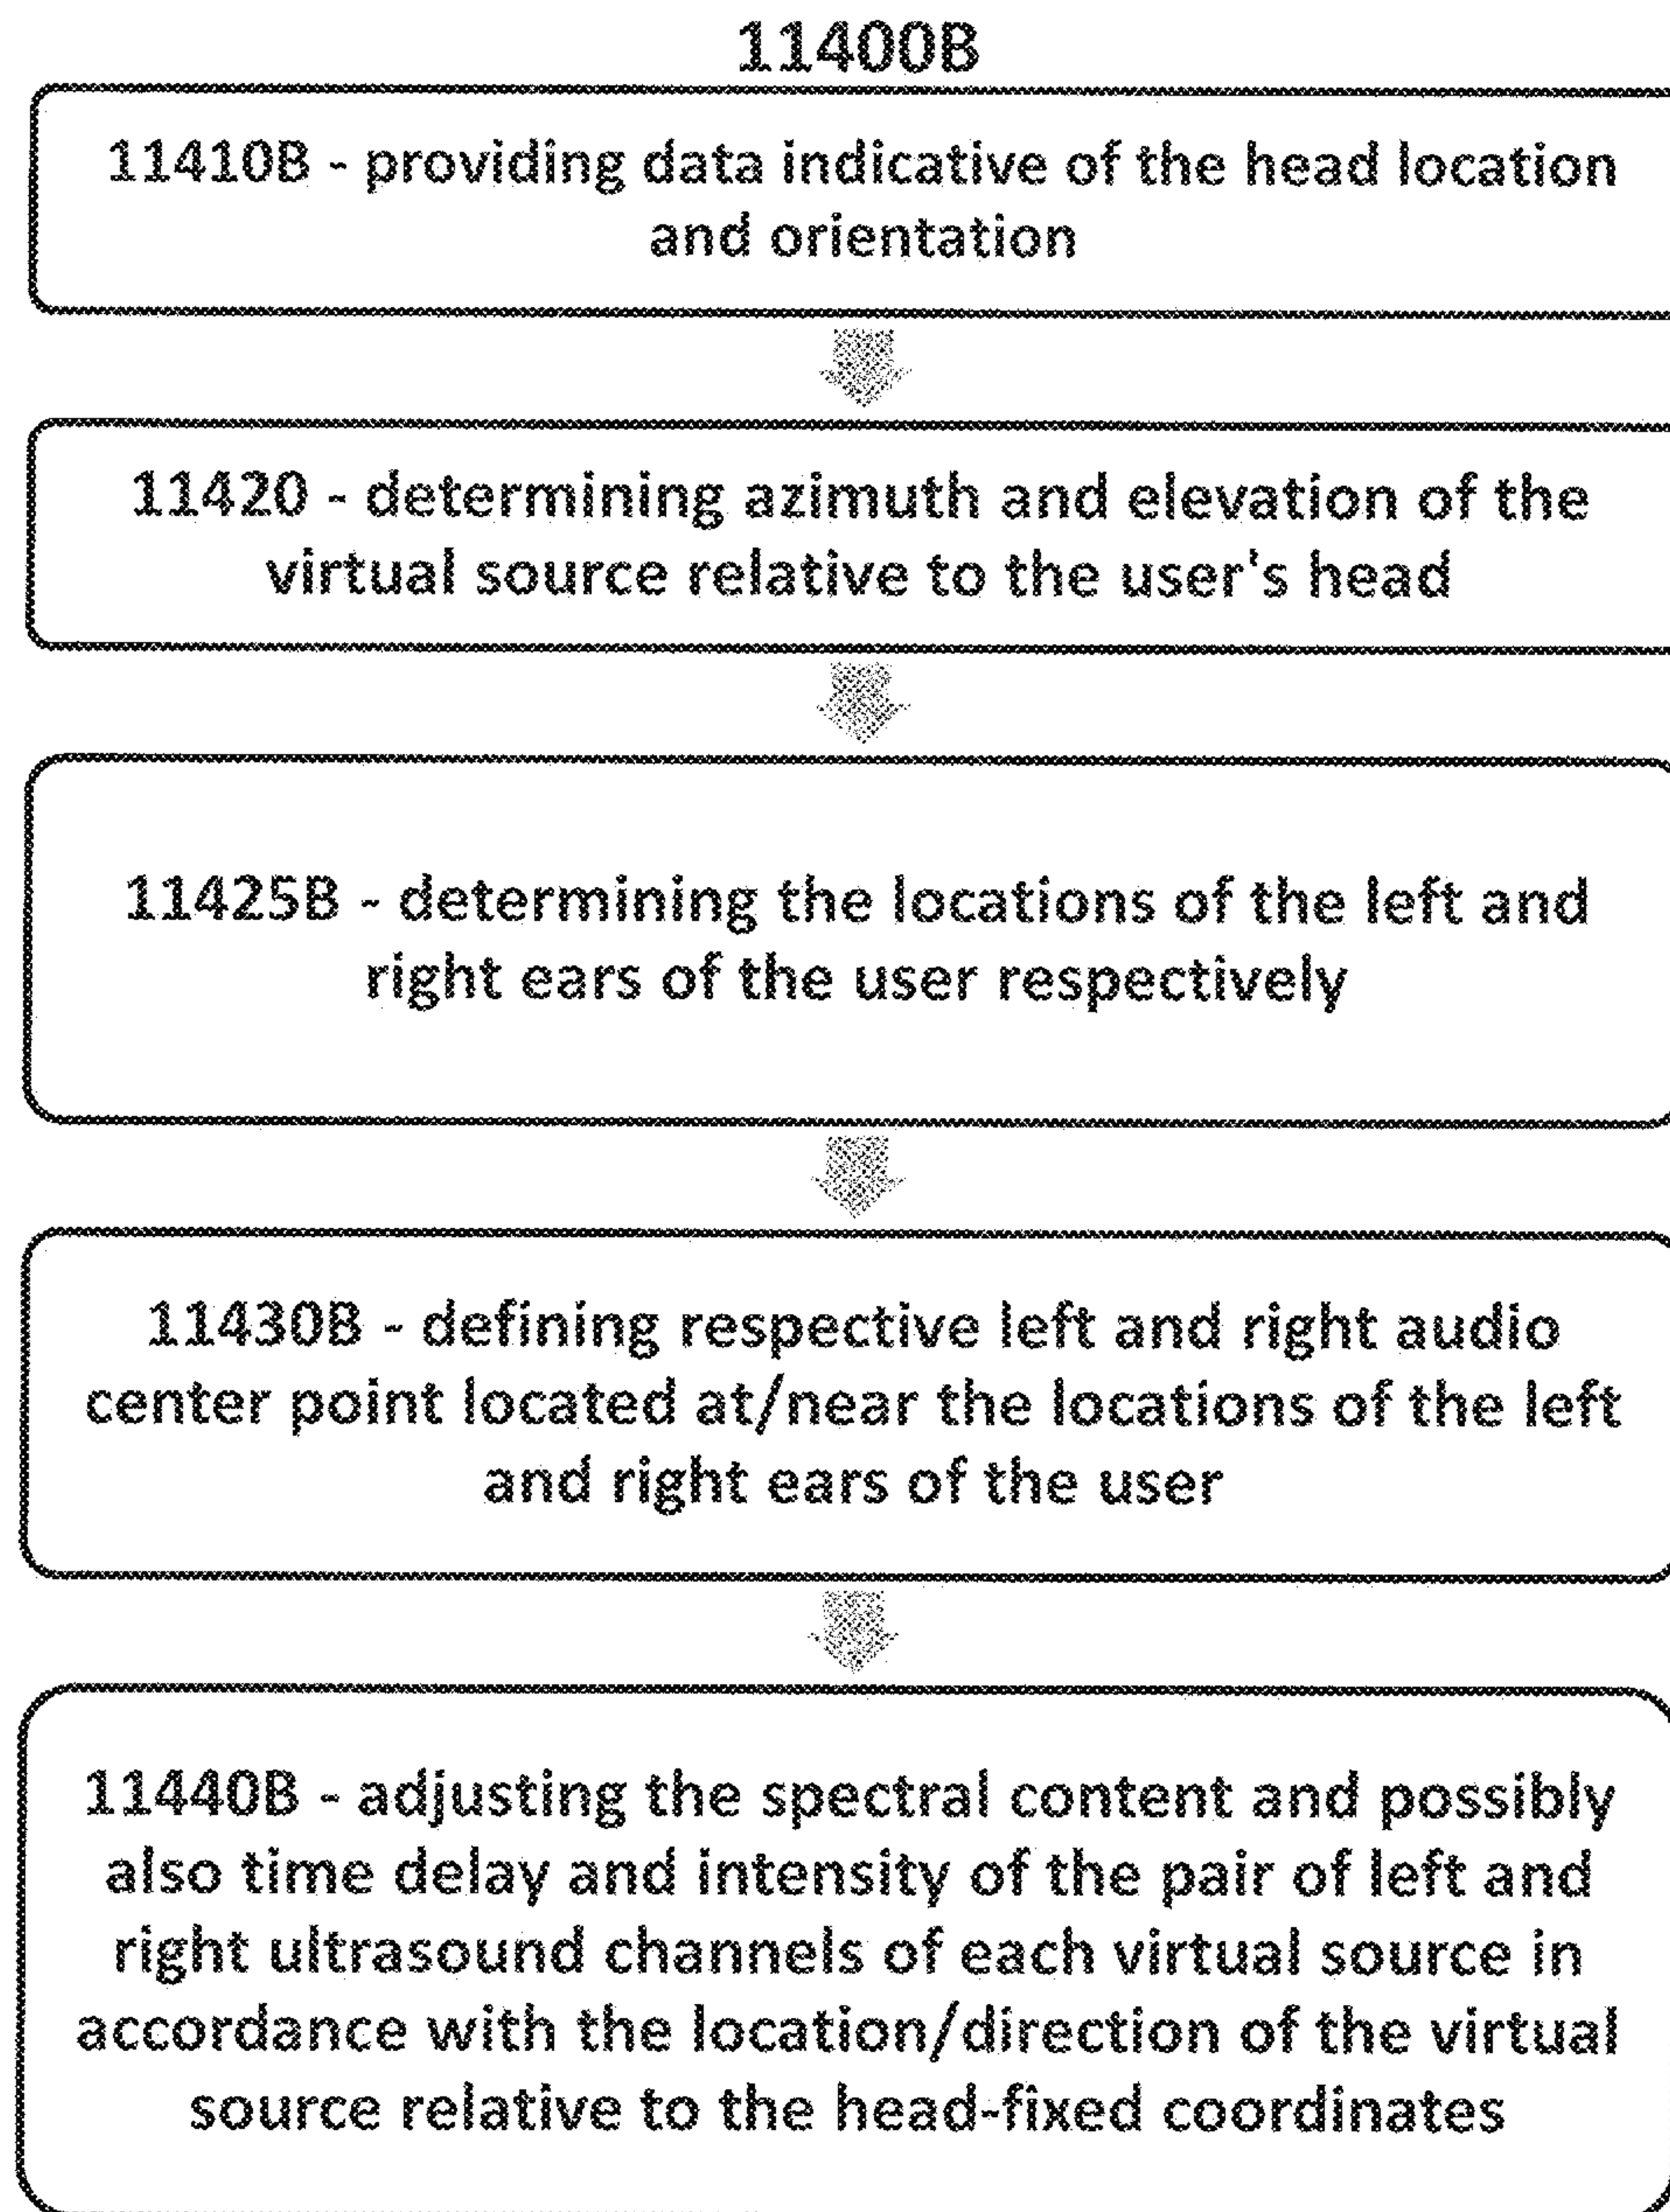 11400B
11410B - providing data indicative of the head location
and orientation
11420 - determining azimuth and elevation of the
virtual source relative to the user's head
11425B - determining the locations of the left and
right ears of the user respectively
11430B - defining respective left and right audio
center point located at/near the locations of the left
and right ears of the user
11440B - adjusting the spectral content and possibly
also time delay and intensity of the pair of left and
right ultrasound channels of each virtual source in
accordance with the location/direction of the virtual
source relative to the head-fixed coordinates